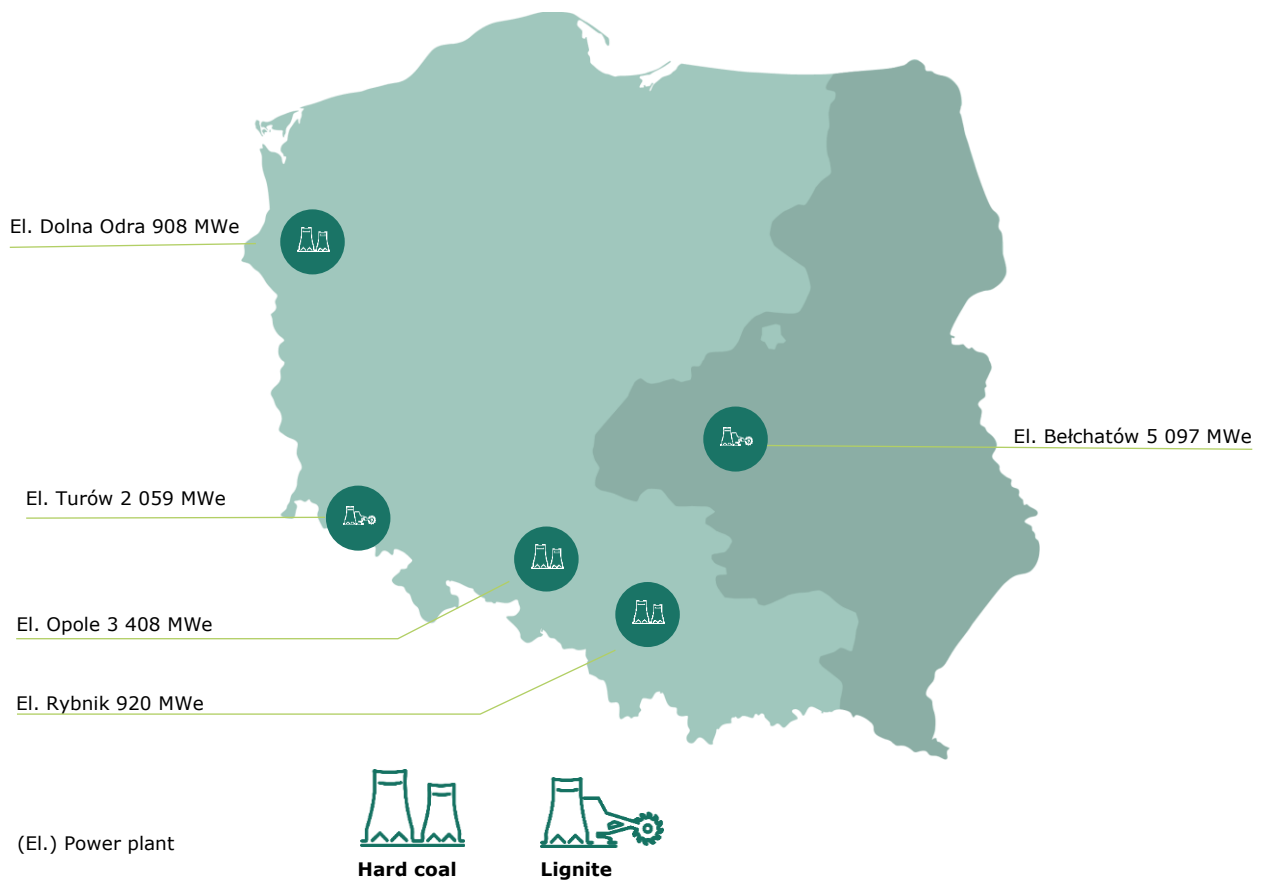 El. Dolna Odra 908 MWe
El. Bełchatów 5 097 MWe
El. Turów 2 059 MWe
El. Opole 3 408 MWe
El. Rybnik 920 MWe
(El.) Power plant
Hard coal
Lignite